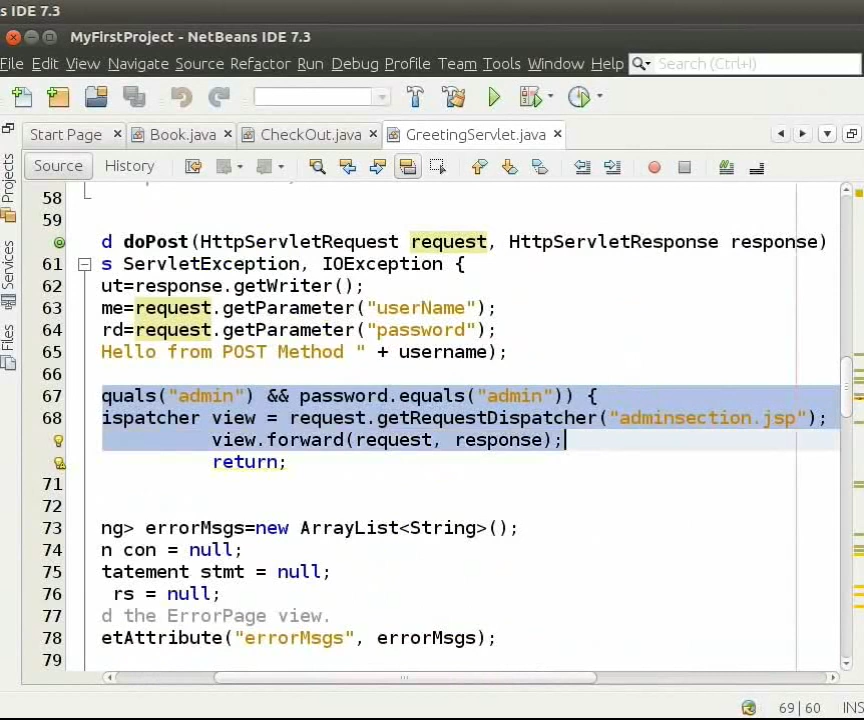 s IDE 7.3
MyFirstProject - NetBeans IDE 7.3
File Edit View Navigate Source Refactor Run Debug Profile Team Tools Window Help Search (Ctrl+I)
Start Page Book.java CheckOut.java GreetingServlet.java
Source History
Projects
Services
Files
58
59
d doPost(HttpServletRequest request, HttpServletResponse response)
61 s ServletException, IOException {
62 ut=response.getWriter();
63 me=request.getParameter("userName");
64 rd=request.getParameter("password");
65 Hello from POST Method " + username);
66
67 quals("admin") && password.equals("admin")) {
68 ispatcher view = request.getRequestDispatcher("adminsection.jsp");
view.forward(request, response);
return;
71
72
73 ng> errorMsgs=new ArrayList<String>();
74 n con = null;
75 tatement stmt = null;
76 rs = null;
77 d the ErrorPage view.
78 etAttribute("errorMsgs", errorMsgs);
79
69|60 INS